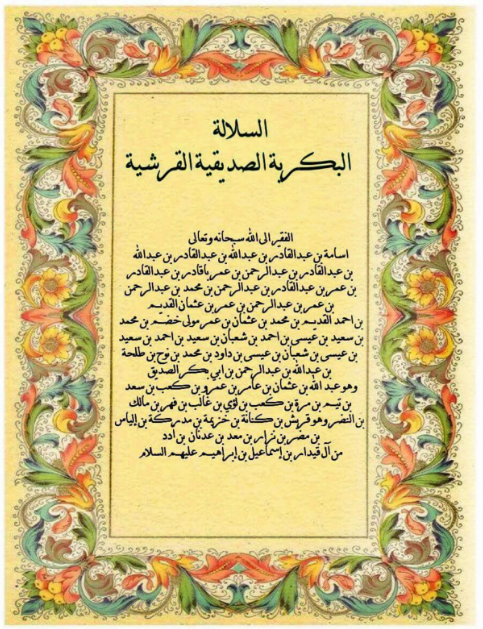 السلالة
البكرية الصديقية القرشية
الفقير الى الله سبحانه وتعالى
اسامة بن عبدالقادر بن عبدالله بن عبدالقادر بن عبدالله
بن عبدالقادر بن عبدالرحمن بن عمر باقادر بن عبدالقادر
بن عمر بن عبدالقادر بن عبدالرحمن بن محمد بن عبدالرحمن
بن عمر بن عبدالرحمن بن عمر بن عثمان القديم
بن احمد القديم بن محمد بن عثمان بن عمر مولى خضم بن محمد
بن سعيد بن عيسى بن احمد بن شعبان بن سعيد بن احمد بن سعيد
بن عيسى بن شعبان بن عيسى بن داود بن محمد بن نوح بن طلحة
بن عبدالله بن عبدالرحمن بن ابي بكر الصديق
وهو عبد الله بن عثمان بن عامر بن عمرو بن كعب بن سعد
بن تيم بن مرة بن كعب بن لؤي بن غالب بن فهر بن مالك
بن النضر وهو قريش بن كنانة بن خزيمة بن مدركة بن إلياس
بن مضر بن نزار بن معد بن عدنان بن أدد
من آل قيدار بن إسماعيل بن ابراهيم عليهم السلام